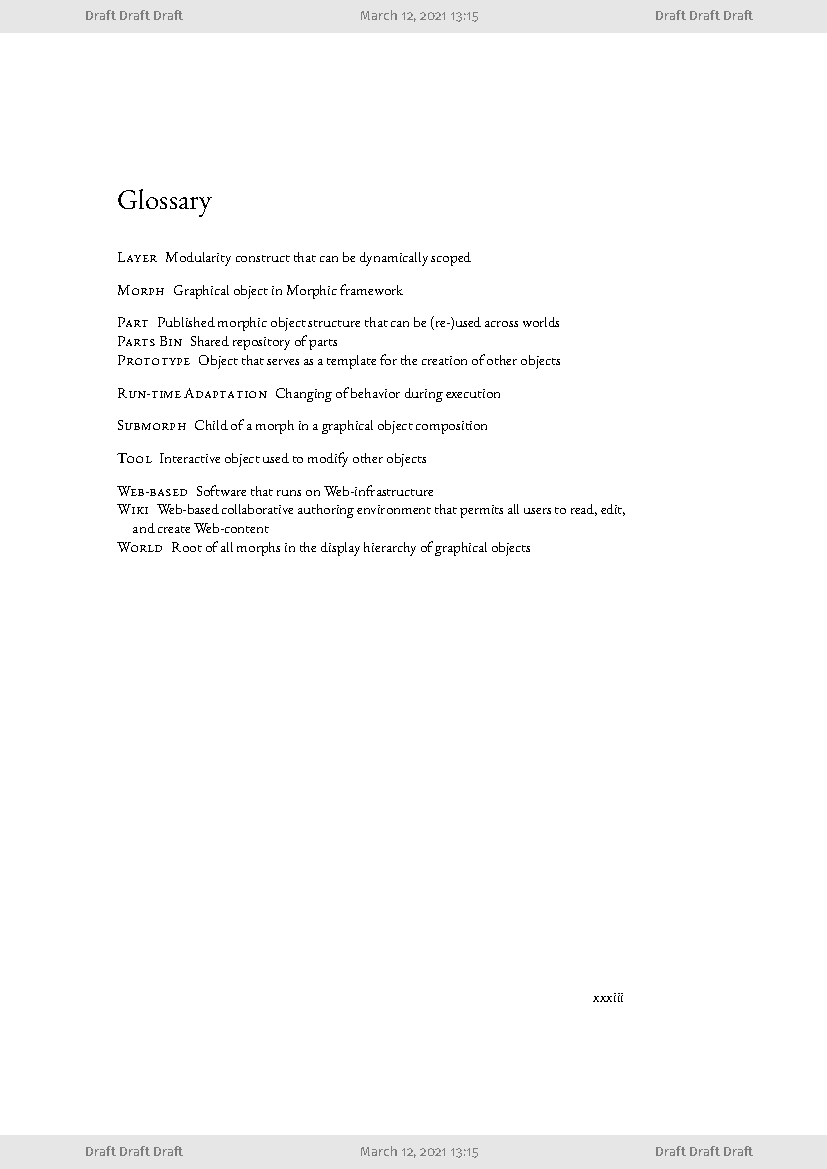 Draft Draft Draft March 12, 2021 13:15 Draft Draft Draft
Glossary
Layer Modularity construct that can be dynamically scoped
Morph Graphical object in Morphic framework
Part Published morphic object structure that can be (re-)used across worlds
Parts Bin Shared repository of parts
Prototype Object that serves as a template for the creation of other objects
Run-time Adaptation Changing of behavior during execution
Submorph Child of a morph in a graphical object composition
Tool Interactive object used to modify other objects
Web-based Software that runs on Web-infrastructure
Wiki Web-based collaborative authoring environment that permits all users to read, edit,
and create Web-content
World Root of all morphs in the display hierarchy of graphical objects
xxxiii
Draft Draft Draft March 12, 2021 13:15 Draft Draft Draft